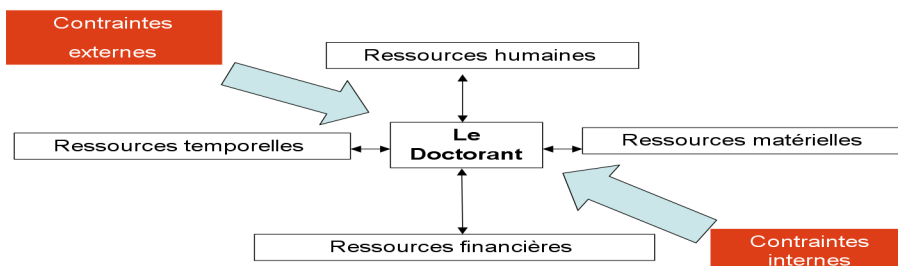 Contraintes
externes
Ressources humaines
Ressources temporelles
Le
Doctorant
Ressources matérielles
Ressources financières
Contraintes
internes